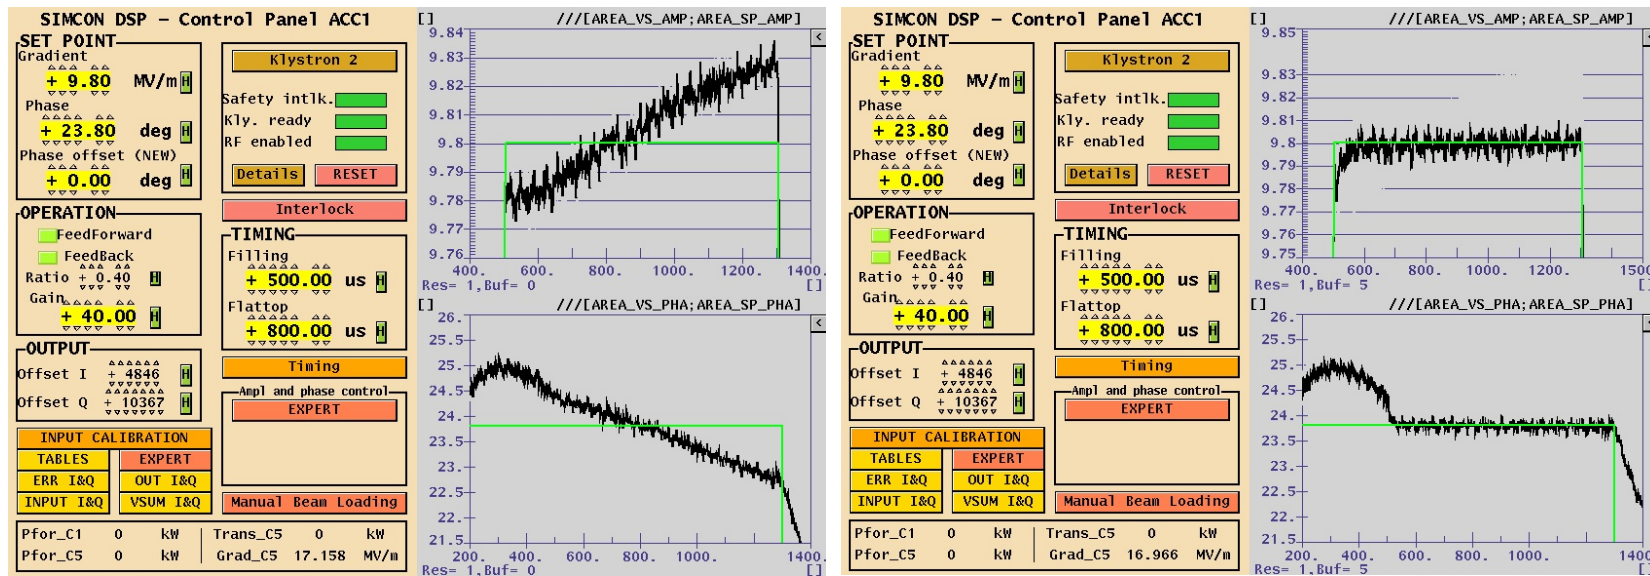 SIMCON DSP – Control Panel ACC1
SET POINT
Gradient
+ 9.80 MV/m H
Phase
+ 23.80 deg H
Phase offset (NEW)
+ 0.00 deg H
Klystron 2
Safety intlk.
Kly. ready
RF enabled
Details RESET
Interlock
OPERATION
FeedForward
FeedBack
Ratio + 0.40 H
Gain
+ 40.00 H
TIMING
Filling
+ 500.00 us H
Flattop
+ 800.00 us H
Timing
OUTPUT
Offset I + 4846 H
Offset Q + 10367 H
Ampl and phase control
EXPERT
INPUT CALIBRATION
TABLES EXPERT
ERR I&Q OUT I&Q
INPUT I&Q VSUM I&Q
Manual Beam Loading
Pfor_C1 0 kW Trans_C5 0 kW
Pfor_C5 0 kW Grad_C5 17.158 MV/m
[] ///[AREA_VS_AMP;AREA_SP_AMP]
<
9.84
9.83
9.82
9.81
9.8
9.79
9.78
9.77
9.76
400. 600. 800. 1000. 1200. 1400.
Res= 1,Buf= 0 []
[] ///[AREA_VS_PHA;AREA_SP_PHA]
<
26.
25.5
25.
24.5
24.
23.5
23.
22.5
22.
21.5
200. 400. 600. 800. 1000. 1400.
Res= 1,Buf= 0 []
SIMCON DSP – Control Panel ACC1
SET POINT
Gradient
+ 9.80 MV/m H
Phase
+ 23.80 deg H
Phase offset (NEW)
+ 0.00 deg H
Klystron 2
Safety intlk.
Kly. ready
RF enabled
Details RESET
Interlock
OPERATION
FeedForward
FeedBack
Ratio + 0.40 H
Gain
+ 40.00 H
TIMING
Filling
+ 500.00 us H
Flattop
+ 800.00 us H
Timing
OUTPUT
Offset I + 4846 H
Offset Q + 10367 H
Ampl and phase control
EXPERT
INPUT CALIBRATION
TABLES EXPERT
ERR I&Q OUT I&Q
INPUT I&Q VSUM I&Q
Manual Beam Loading
Pfor_C1 0 kW Trans_C5 0 kW
Pfor_C5 0 kW Grad_C5 16.966 MV/m
[] ///[AREA_VS_AMP;AREA_SP_AMP]
<
9.85
9.83
9.82
9.81
9.8
9.79
9.78
9.77
9.76
9.75
400. 600. 800. 1000. 1200. 1500
Res= 1,Buf= 5 []
[] ///[AREA_VS_PHA;AREA_SP_PHA]
<
26.
25.5
25.
24.5
24.
23.5
23.
22.5
22.
21.5
200. 400. 600. 800. 1000. 1400
Res= 1,Buf= 5 []